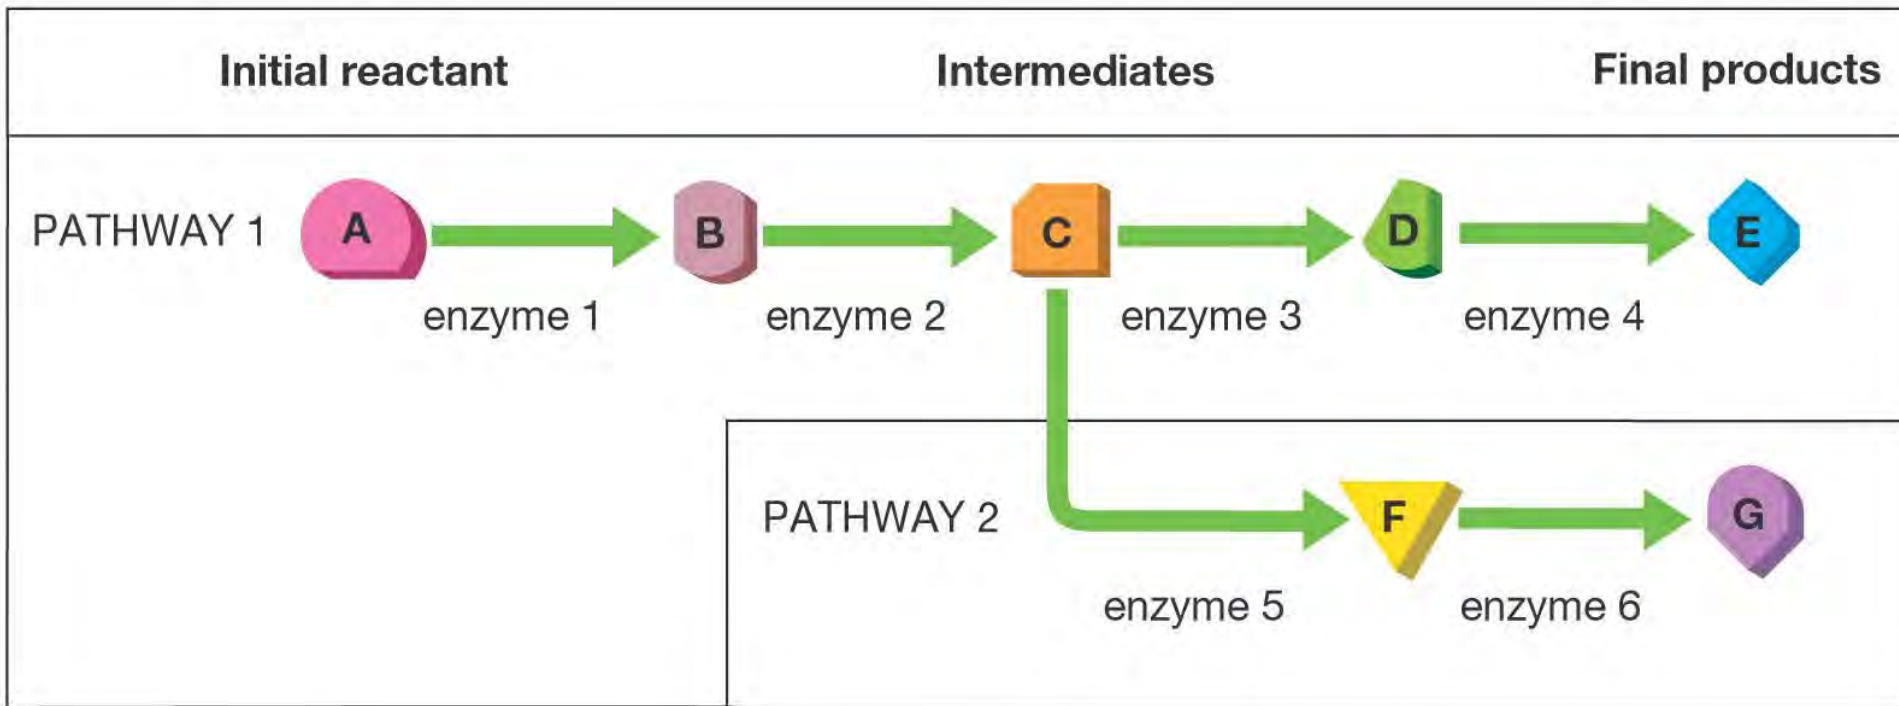 Initial reactant Intermediates Final products
PATHWAY 1 A B C D E
enzyme 1 enzyme 2 enzyme 3 enzyme 4
PATHWAY 2 F G
enzyme 5 enzyme 6